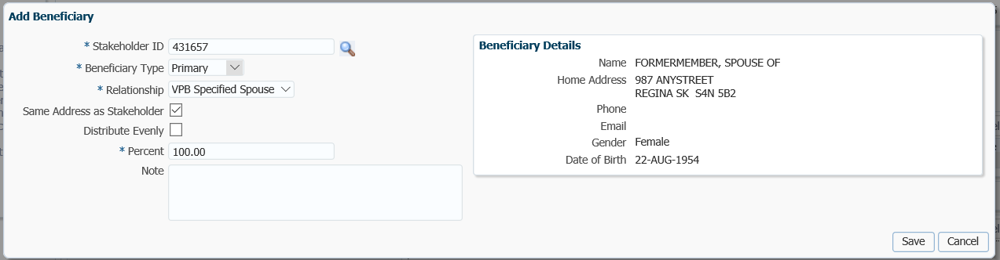 Add Beneficiary
* Stakeholder ID 431657
* Beneficiary Type Primary
* Relationship VPB Specified Spouse
Same Address as Stakeholder
Distribute Evenly
* Percent 100.00
Note
Beneficiary Details
Name FORMERMEMBER, SPOUSE OF
Home Address 987 ANYSTREET
REGINA SK S4N 5B2
Phone
Email
Gender Female
Date of Birth 22-AUG-1954
Save Cancel